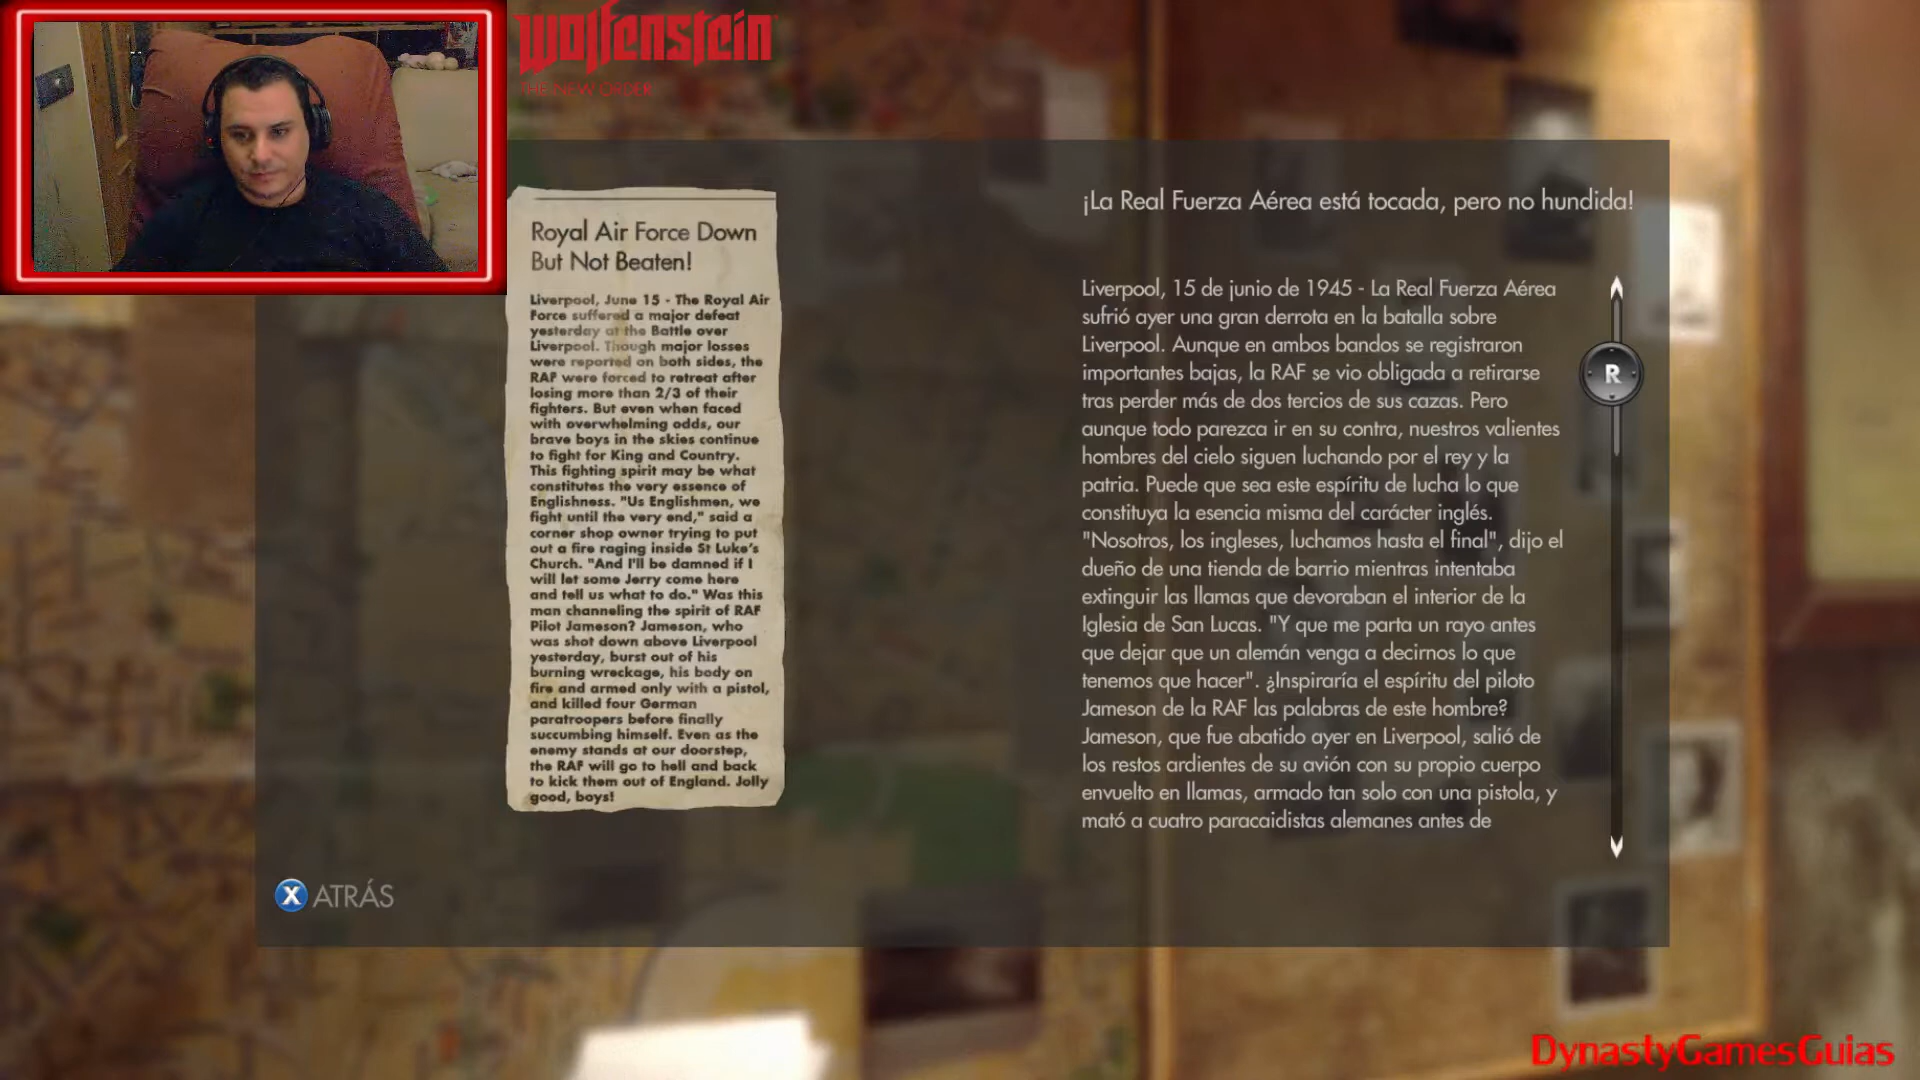 Wolfenstein
THE NEW ORDER
Royal Air Force Down
But Not Beaten!
Liverpool, June 15 - The Royal Air
Force suffered a major defeat
yesterday at the Battle over
Liverpool. Though major losses
were reported on both sides, the
RAF were forced to retreat after
losing more than 2/3 of their
fighters. But even when faced
with overwhelming odds, our
brave boys in the skies continue
to fight for King and Country.
This fighting spirit may be what
constitutes the very essence of
Englishness. "Us Englishmen, we
fight until the very end," said a
corner shop owner trying to put
out a fire raging inside St Luke's
Church. "And I'll be damned if I
will let some Jerry come here
and tell us what to do." Was this
man channeling the spirit of RAF
Pilot Jameson? Jameson, who
was shot down above Liverpool
yesterday, burst out of his
burning wreckage, his body on
fire and armed only with a pistol,
and killed four German
paratroopers before finally
succumbing himself. Even as the
enemy stands at our doorstep,
the RAF will go to hell and back
to kick them out of England. Jolly
good, boys!
¡La Real Fuerza Aérea está tocada, pero no hundida!
Liverpool, 15 de junio de 1945 - La Real Fuerza Aérea
sufrió ayer una gran derrota en la batalla sobre
Liverpool. Aunque en ambos bandos se registraron
importantes bajas, la RAF se vio obligada a retirarse
tras perder más de dos tercios de sus cazas. Pero
aunque todo parezca ir en su contra, nuestros valientes
hombres del cielo siguen luchando por el rey y la
patria. Puede que sea este espíritu de lucha lo que
constituya la esencia misma del carácter inglés.
"Nosotros, los ingleses, luchamos hasta el final", dijo el
dueño de una tienda de barrio mientras intentaba
extinguir las llamas que devoraban el interior de la
Iglesia de San Lucas. "Y que me parta un rayo antes
que dejar que un alemán venga a decirnos lo que
tenemos que hacer". ¿Inspiraría el espíritu del piloto
Jameson de la RAF las palabras de este hombre?
Jameson, que fue abatido ayer en Liverpool, salió de
los restos ardientes de su avión con su propio cuerpo
envuelto en llamas, armado tan solo con una pistola, y
mató a cuatro paracaidistas alemanes antes de
R
X ATRÁS
DynastyGamesGuias